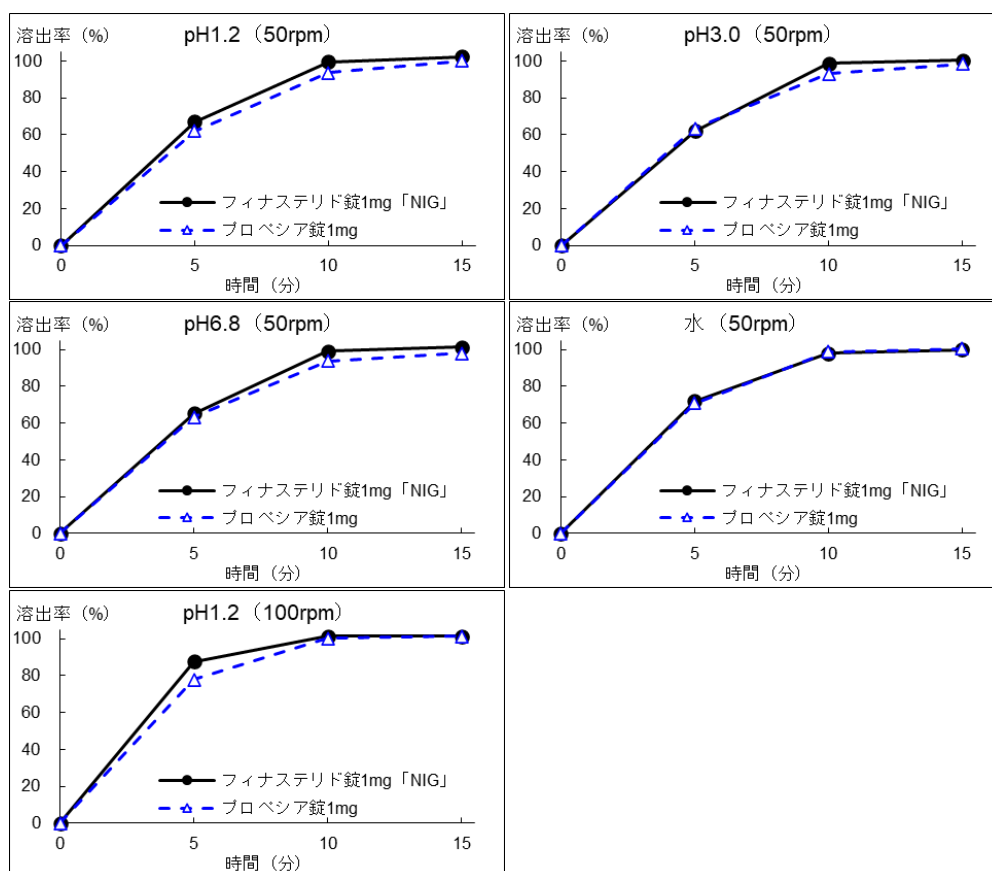 溶出率 (%) pH1.2（50rpm）
100
80
60
40
20
0
フィナステリド錠1mg「NIG」
プロペシア錠1mg
0 5 10 15
時間（分）
溶出率 (%) pH3.0（50rpm）
100
80
60
40
20
0
フィナステリド錠1mg「NIG」
プロペシア錠1mg
0 5 10 15
時間（分）
溶出率 (%) pH6.8（50rpm）
100
80
60
40
20
0
フィナステリド錠1mg「NIG」
プロペシア錠1mg
0 5 10 15
時間（分）
溶出率 (%) 水（50rpm）
100
80
60
40
20
0
フィナステリド錠1mg「NIG」
プロペシア錠1mg
0 5 10 15
時間（分）
溶出率 (%) pH1.2（100rpm）
100
80
60
40
20
0
フィナステリド錠1mg「NIG」
プロペシア錠1mg
0 5 10 15
時間（分）